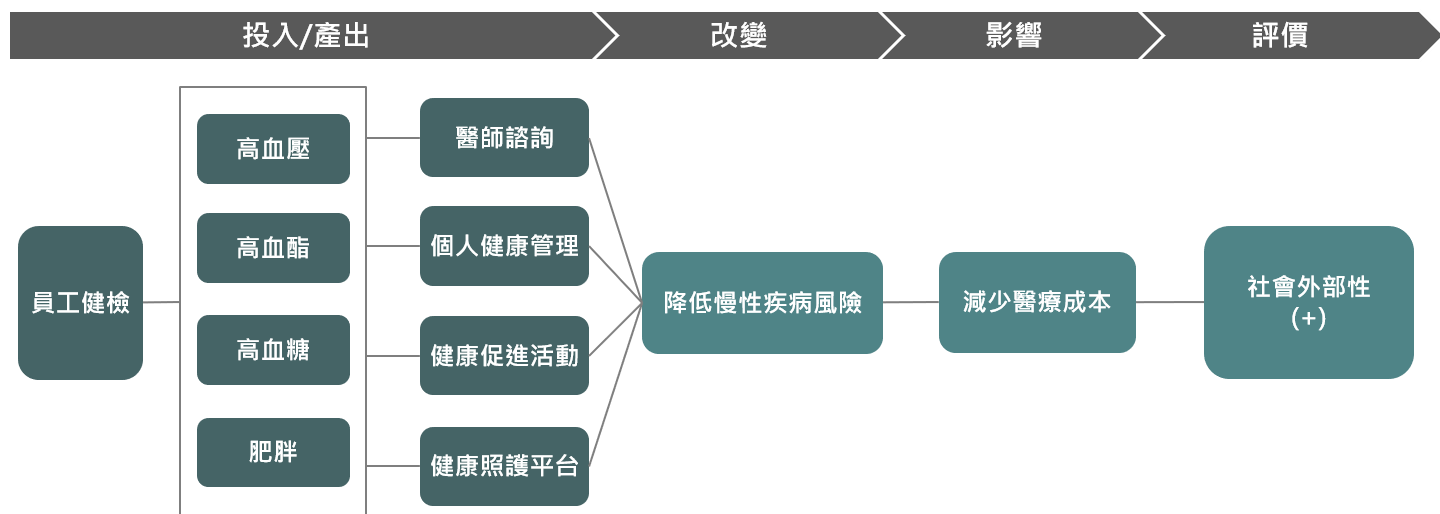 投入/產出
改變
影響
評價
員工健檢
高血壓
高血酯
高血糖
肥胖
醫師諮詢
個人健康管理
健康促進活動
健康照護平台
降低慢性疾病風險
減少醫療成本
社會外部性
(+)